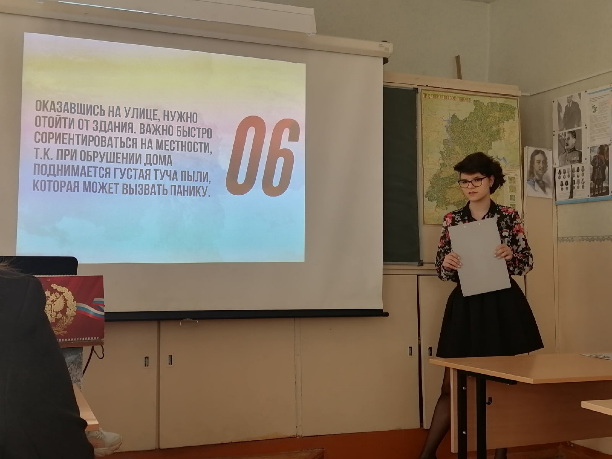 ОКАЗАВШИСЬ НА УЛИЦЕ, НУЖНО
ОТОЙТИ ОТ ЗДАНИЯ. ВАЖНО БЫСТРО
СОРИЕНТИРОВАТЬСЯ НА МЕСТНОСТИ,
Т.К. ПРИ ОБРУШЕНИИ ДОМА
ПОДНИМАЕТСЯ ГУСТАЯ ТУЧА ПЫЛИ,
КОТОРАЯ МОЖЕТ ВЫЗВАТЬ ПАНИКУ.
06